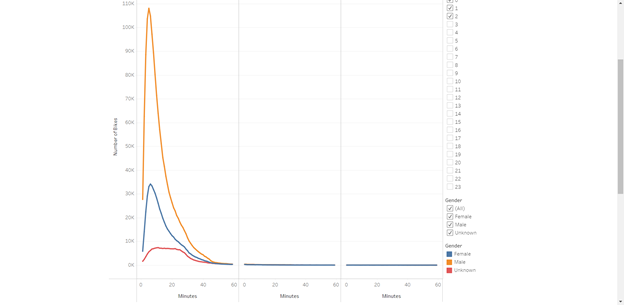 110K
100K
90K
80K
70K
60K
50K
40K
30K
20K
10K
0K
Number of Bikes
0 20 40 60 0 20 40 60 0 20 40 60
Minutes Minutes Minutes
1
2
3
4
5
6
7
8
9
10
11
12
13
14
15
16
17
18
19
20
21
22
23
Gender
(All)
Female
Male
Unknown
Gender
Female
Male
Unknown